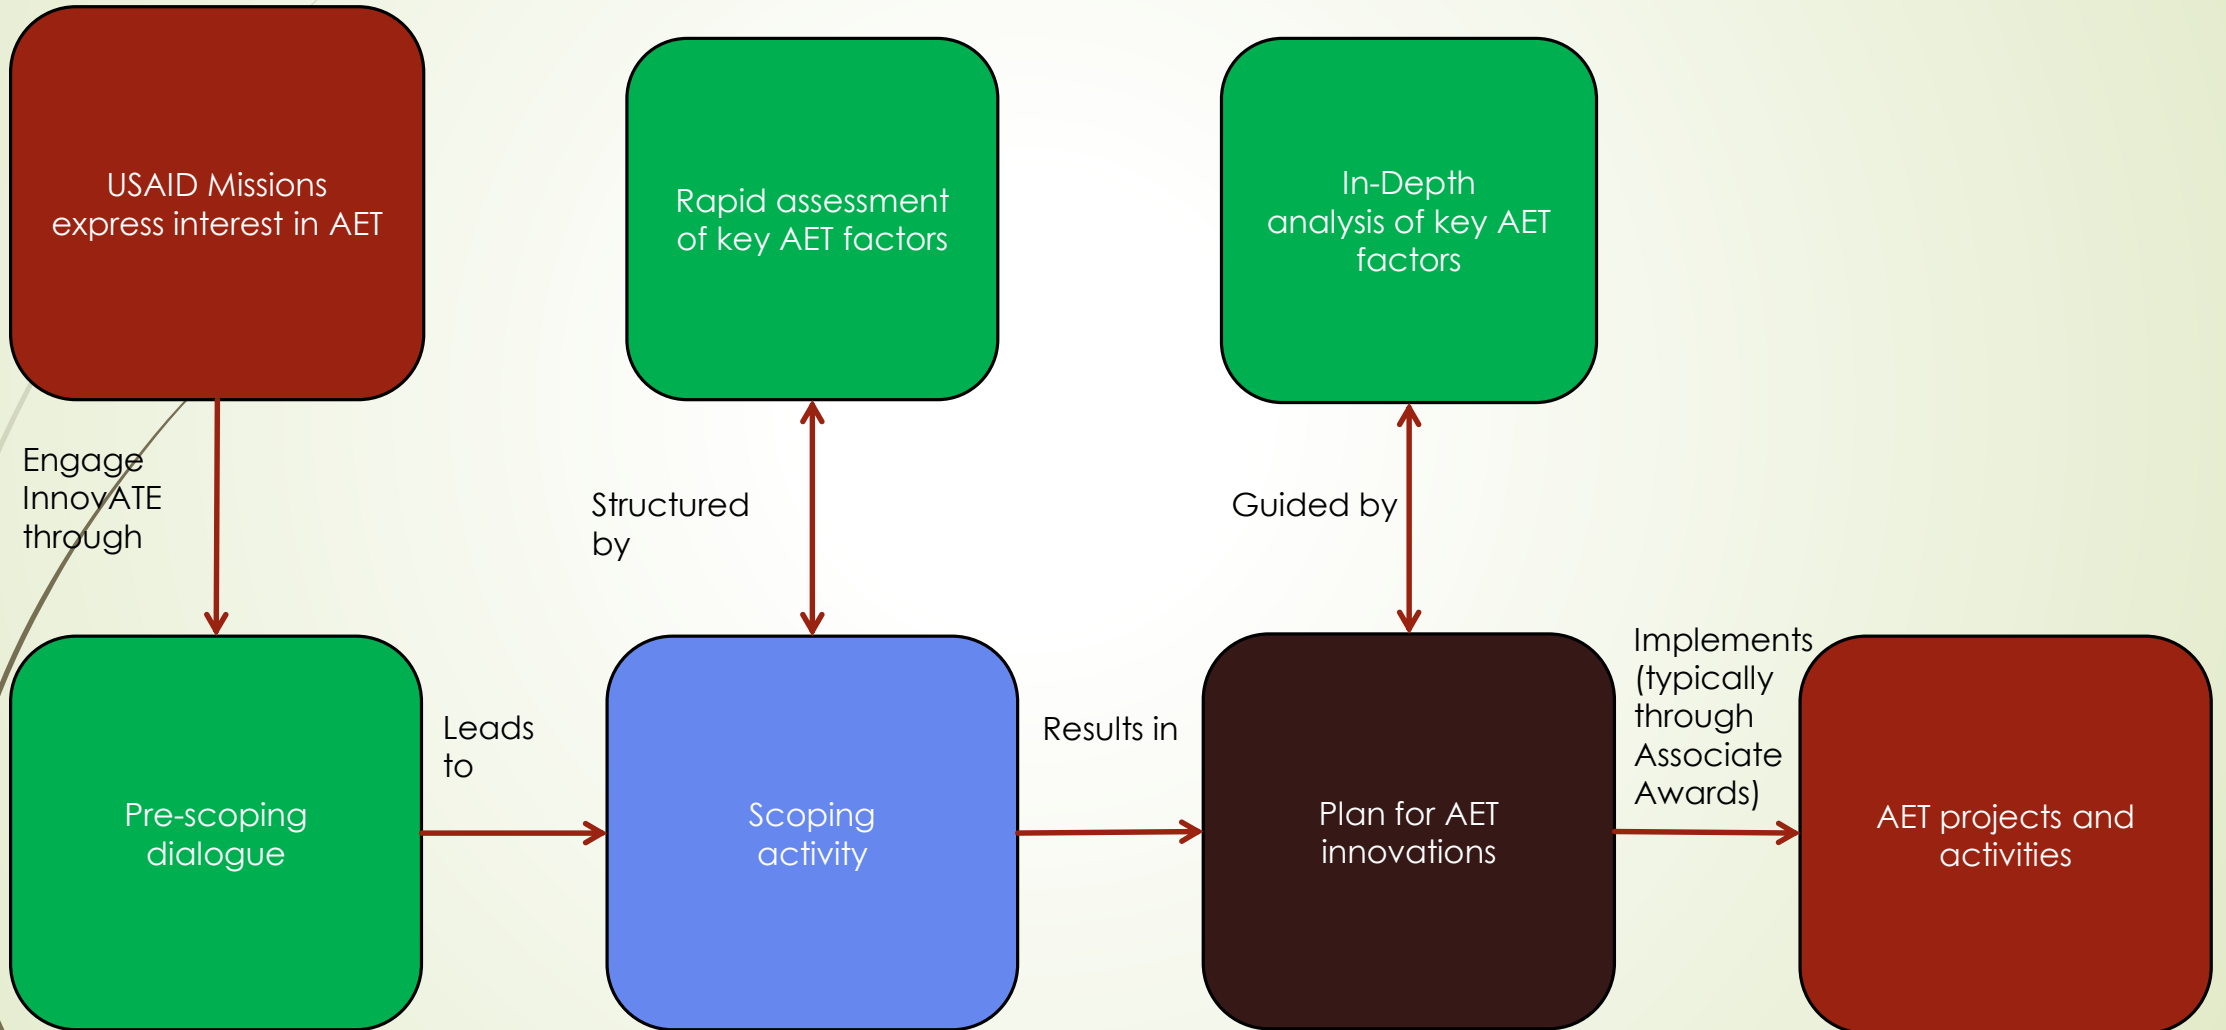 USAID Missions
express interest in AET
Rapid assessment
of key AET factors
In-Depth
analysis of key AET
factors
Engage
InnovATE
through
Structured
by
Guided by
Pre-scoping
dialogue
Leads
to
Scoping
activity
Results in
Plan for AET
innovations
Implements
(typically
through
Associate
Awards)
AET projects and
activities